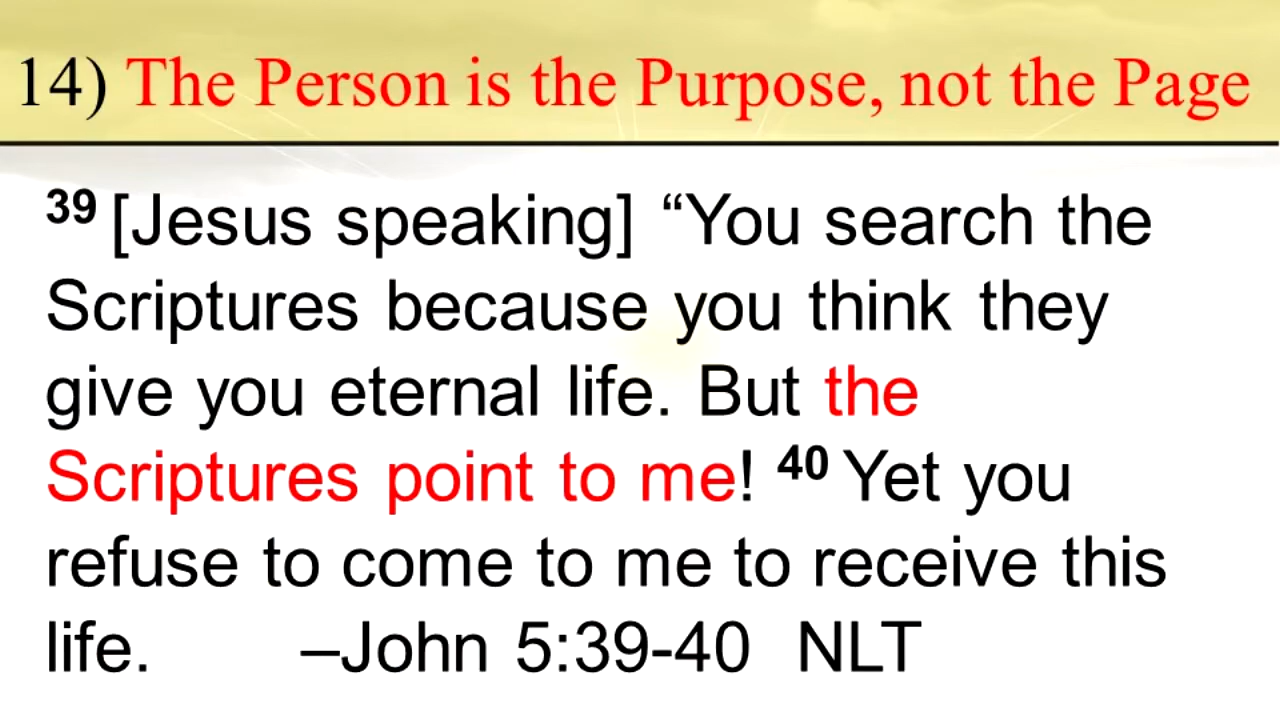 14) The Person is the Purpose, not the Page
39 [Jesus speaking] “You search the
Scriptures because you think they
give you eternal life. But the
Scriptures point to me! 40 Yet you
refuse to come to me to receive this
life. –John 5:39-40 NLT